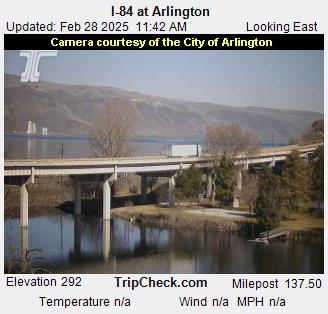 I-84 at Arlington
Updated: Feb 28 2025 11:42 AM Looking East
Camera courtesy of the City of Arlington
Elevation 292 TripCheck.com Milepost 137.50
Temperature n/a Wind n/a MPH n/a